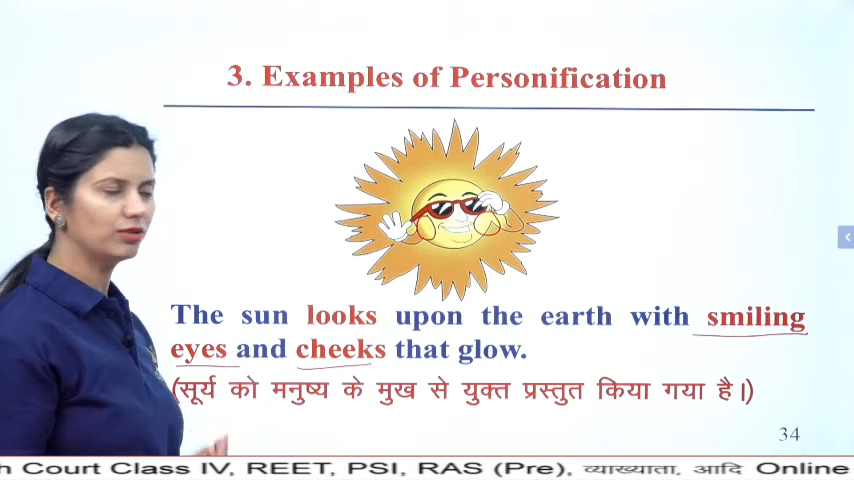 3. Examples of Personification
The sun looks upon the earth with smiling
eyes and cheeks that glow.
(सूर्य को मनुष्य के मुख से युक्त प्रस्तुत किया गया है।)
34
h Court Class IV, REET, PSI, RAS (Pre), व्याख्याता, आदि Online